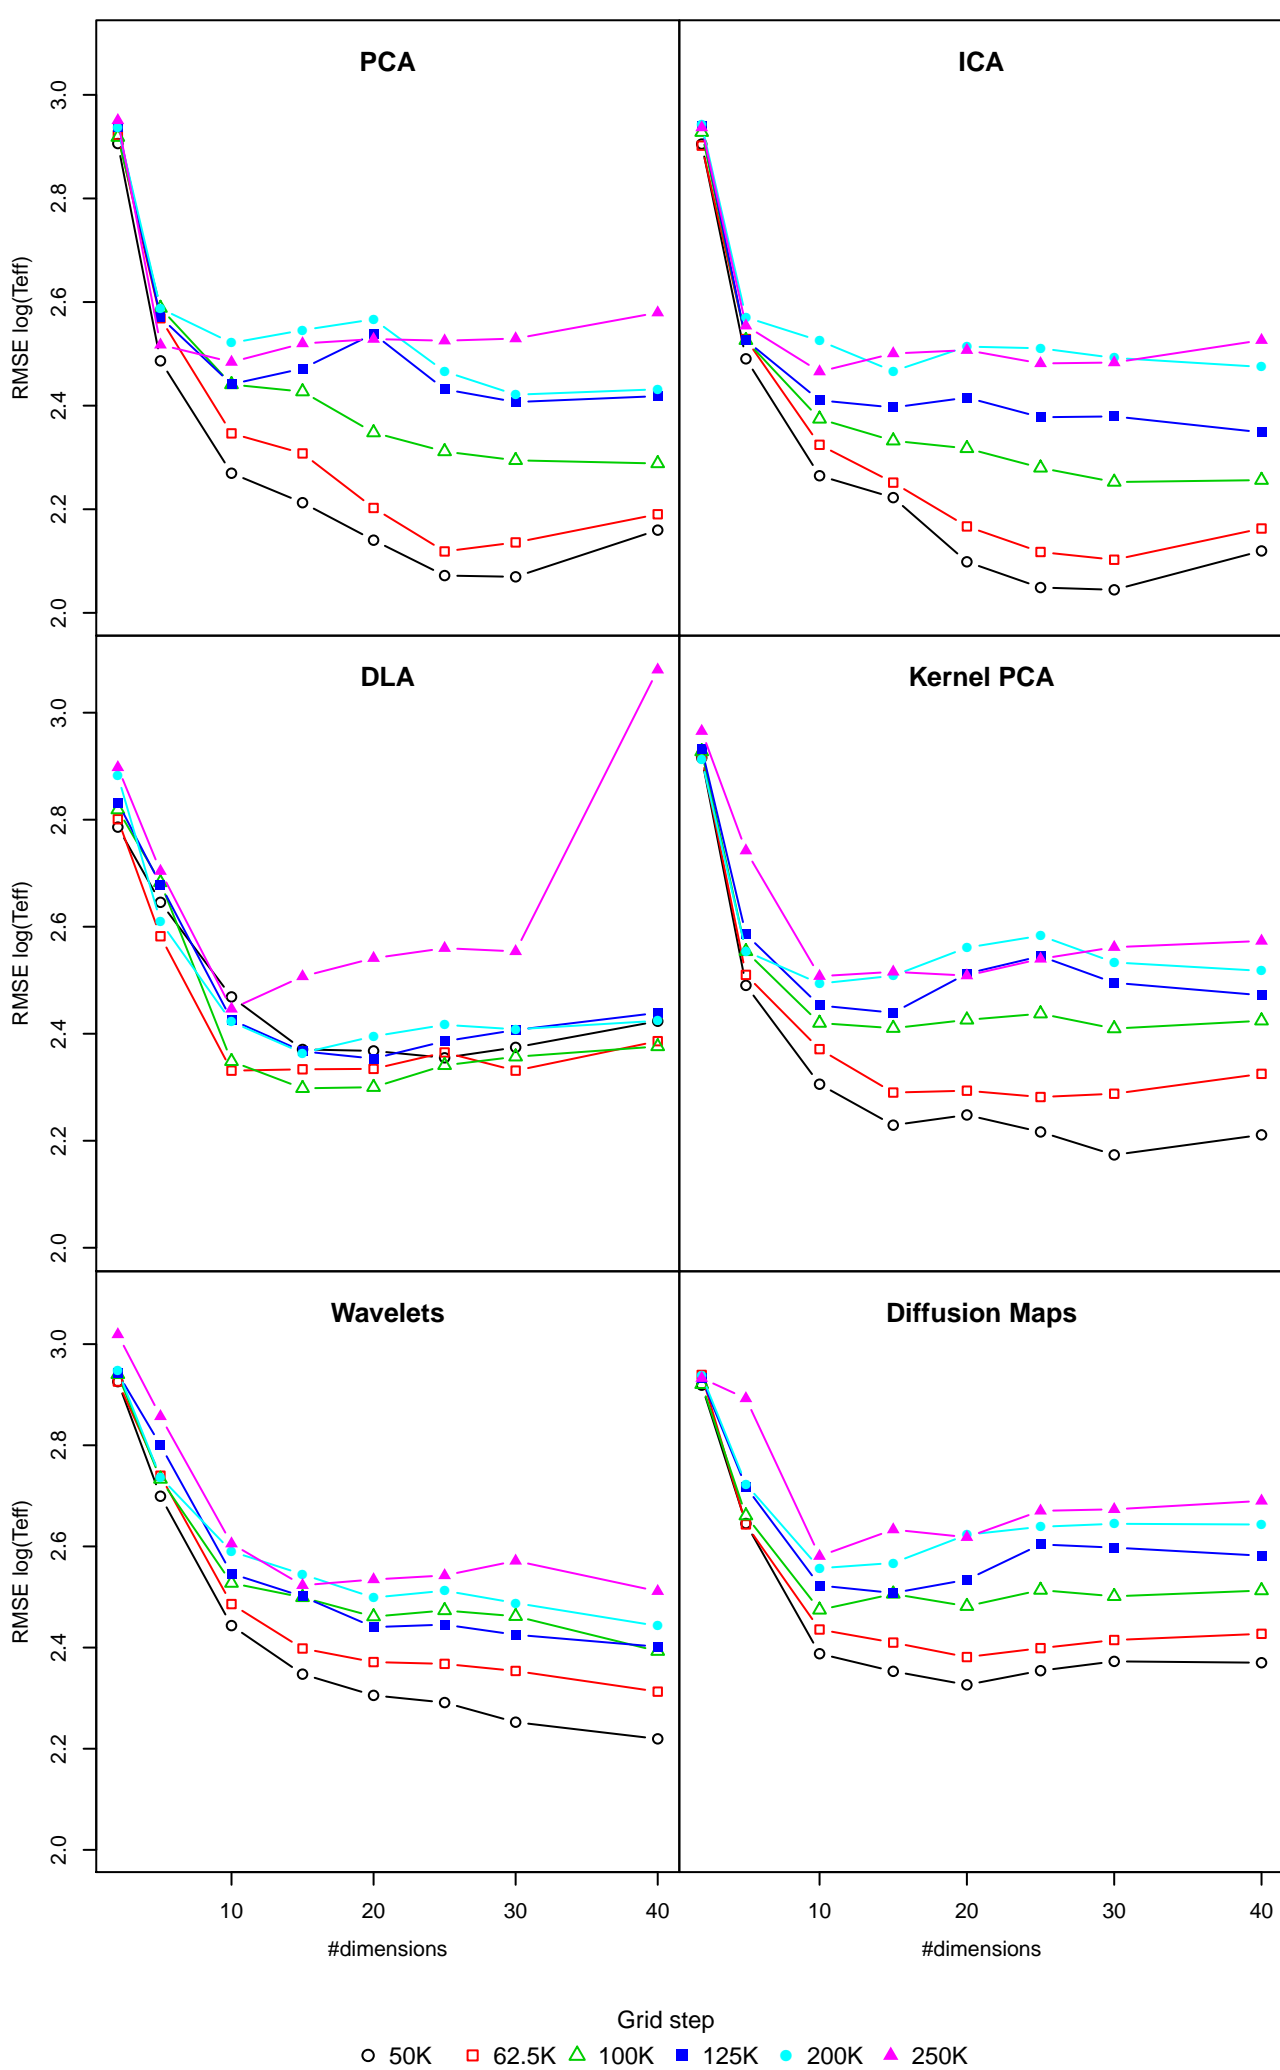 PCA
ICA
RMSE log(Teff)
2.0 2.2 2.4 2.6 2.8 3.0
DLA
Kernel PCA
RMSE log(Teff)
2.0 2.2 2.4 2.6 2.8 3.0
Wavelets
Diffusion Maps
RMSE log(Teff)
2.0 2.2 2.4 2.6 2.8 3.0
10 20 30 40
10 20 30 40
#dimensions
#dimensions
Grid step
50K 62.5K 100K 125K 200K 250K